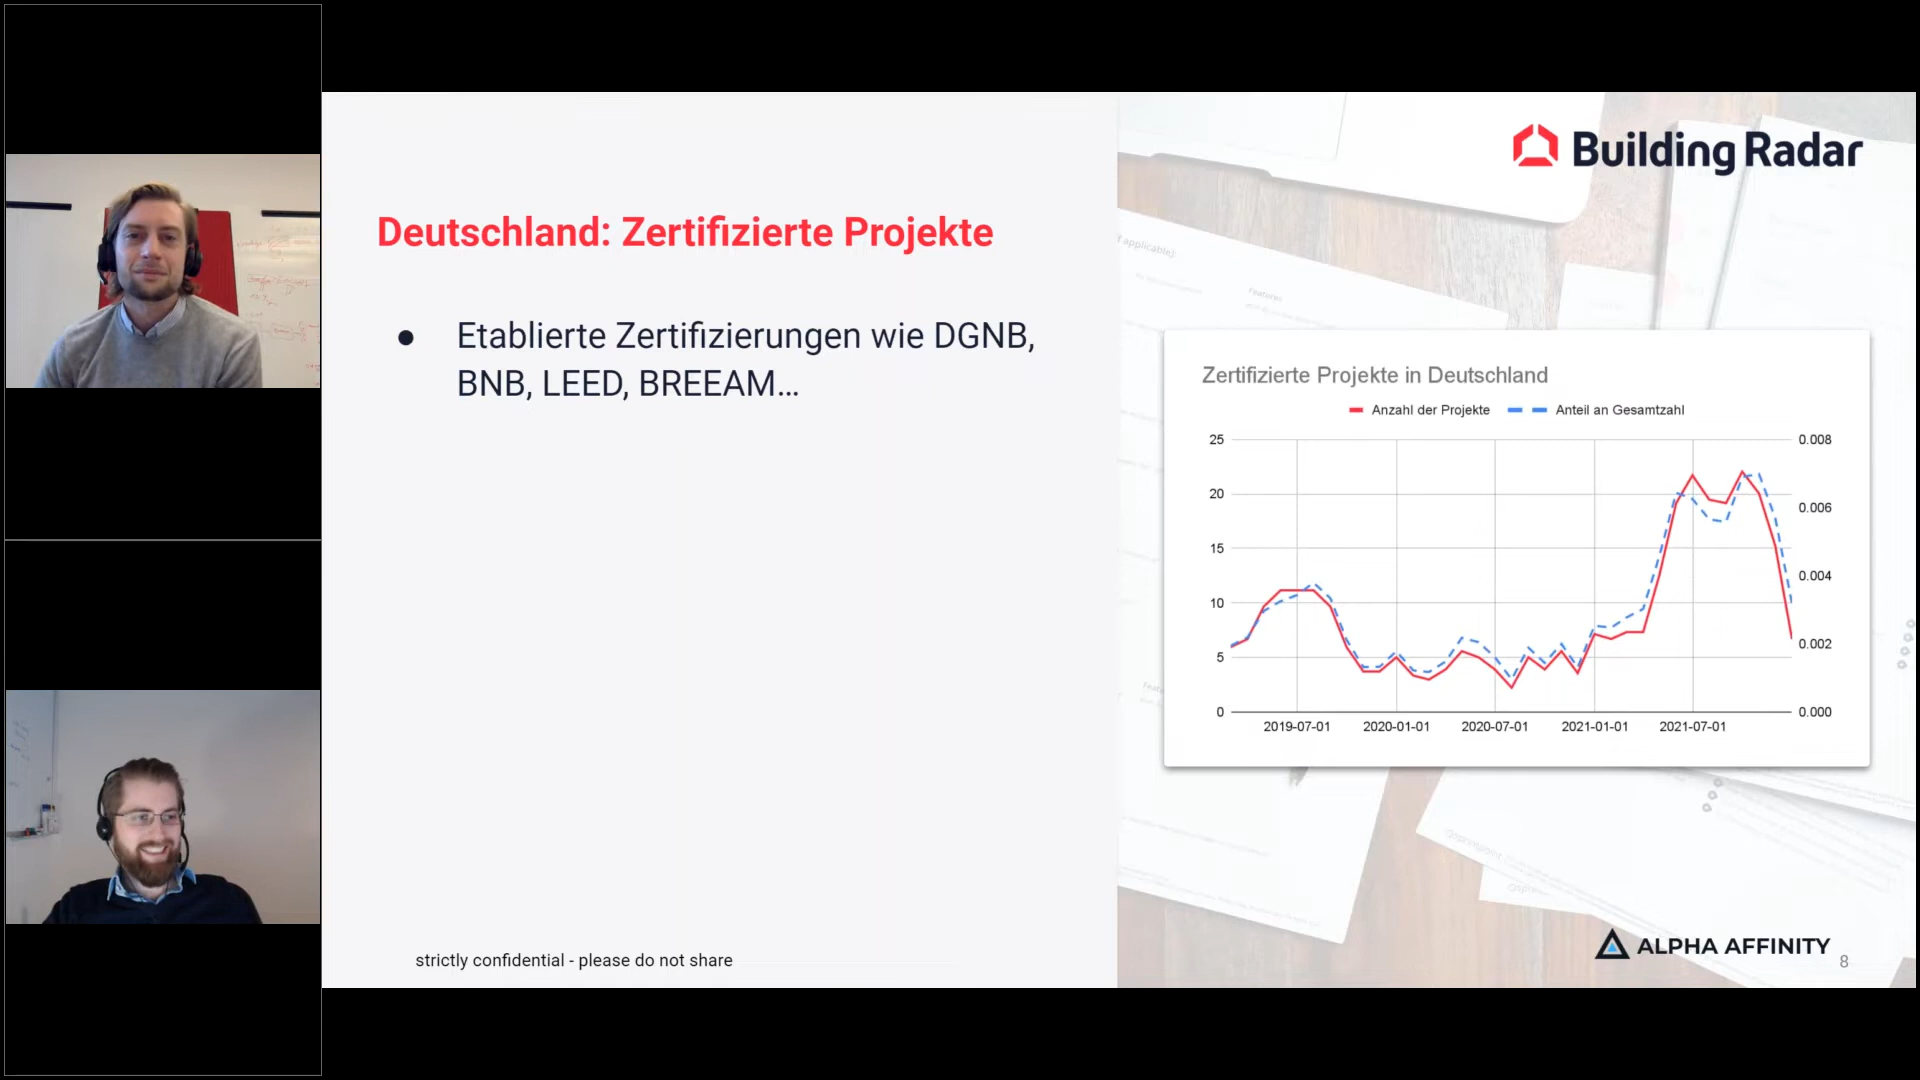 Building Radar
Deutschland: Zertifizierte Projekte
● Etablierte Zertifizierungen wie DGNB,
BNB, LEED, BREEAM...
f applicable):
Features
Zertifizierte Projekte in Deutschland
Anzahl der Projekte Anteil an Gesamtzahl
25 0.008
20 0.006
15 0.004
10 0.002
5 0.000
0
2019-07-01 2020-01-01 2020-07-01 2021-01-01 2021-07-01
strictly confidential - please do not share
ALPHA AFFINITY
8